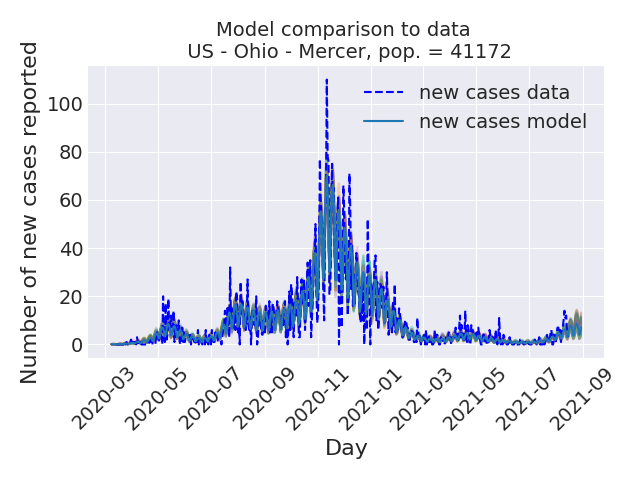 Model comparison to data
US - Ohio - Mercer, pop. = 41172
Number of new cases reported
100
80
60
40
20
0
new cases data
new cases model
2020-03
2020-05
2020-07
2020-09
2020-11
2021-01
2021-03
2021-05
2021-07
2021-09
Day